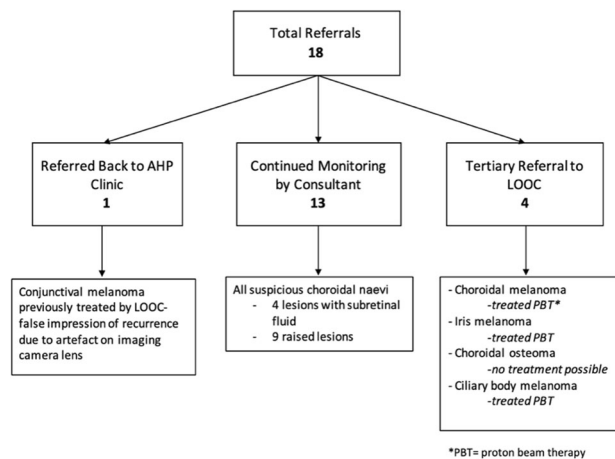 Total Referrals
18
Referred Back to AHP
Clinic
1
Continued Monitoring
by Consultant
13
Tertiary Referral to
LOOC
4
Conjunctival melanoma
previously treated by LOOC-
false impression of recurrence
due to artefact on imaging
camera lens
All suspicious choroidal naevi
- 4 lesions with subretinal
fluid
- 9 raised lesions
- Choroidal melanoma
-treated PBT*
- Iris melanoma
-treated PBT
- Choroidal osteoma
-no treatment possible
- Ciliary body melanoma
-treated PBT
*PBT= proton beam therapy